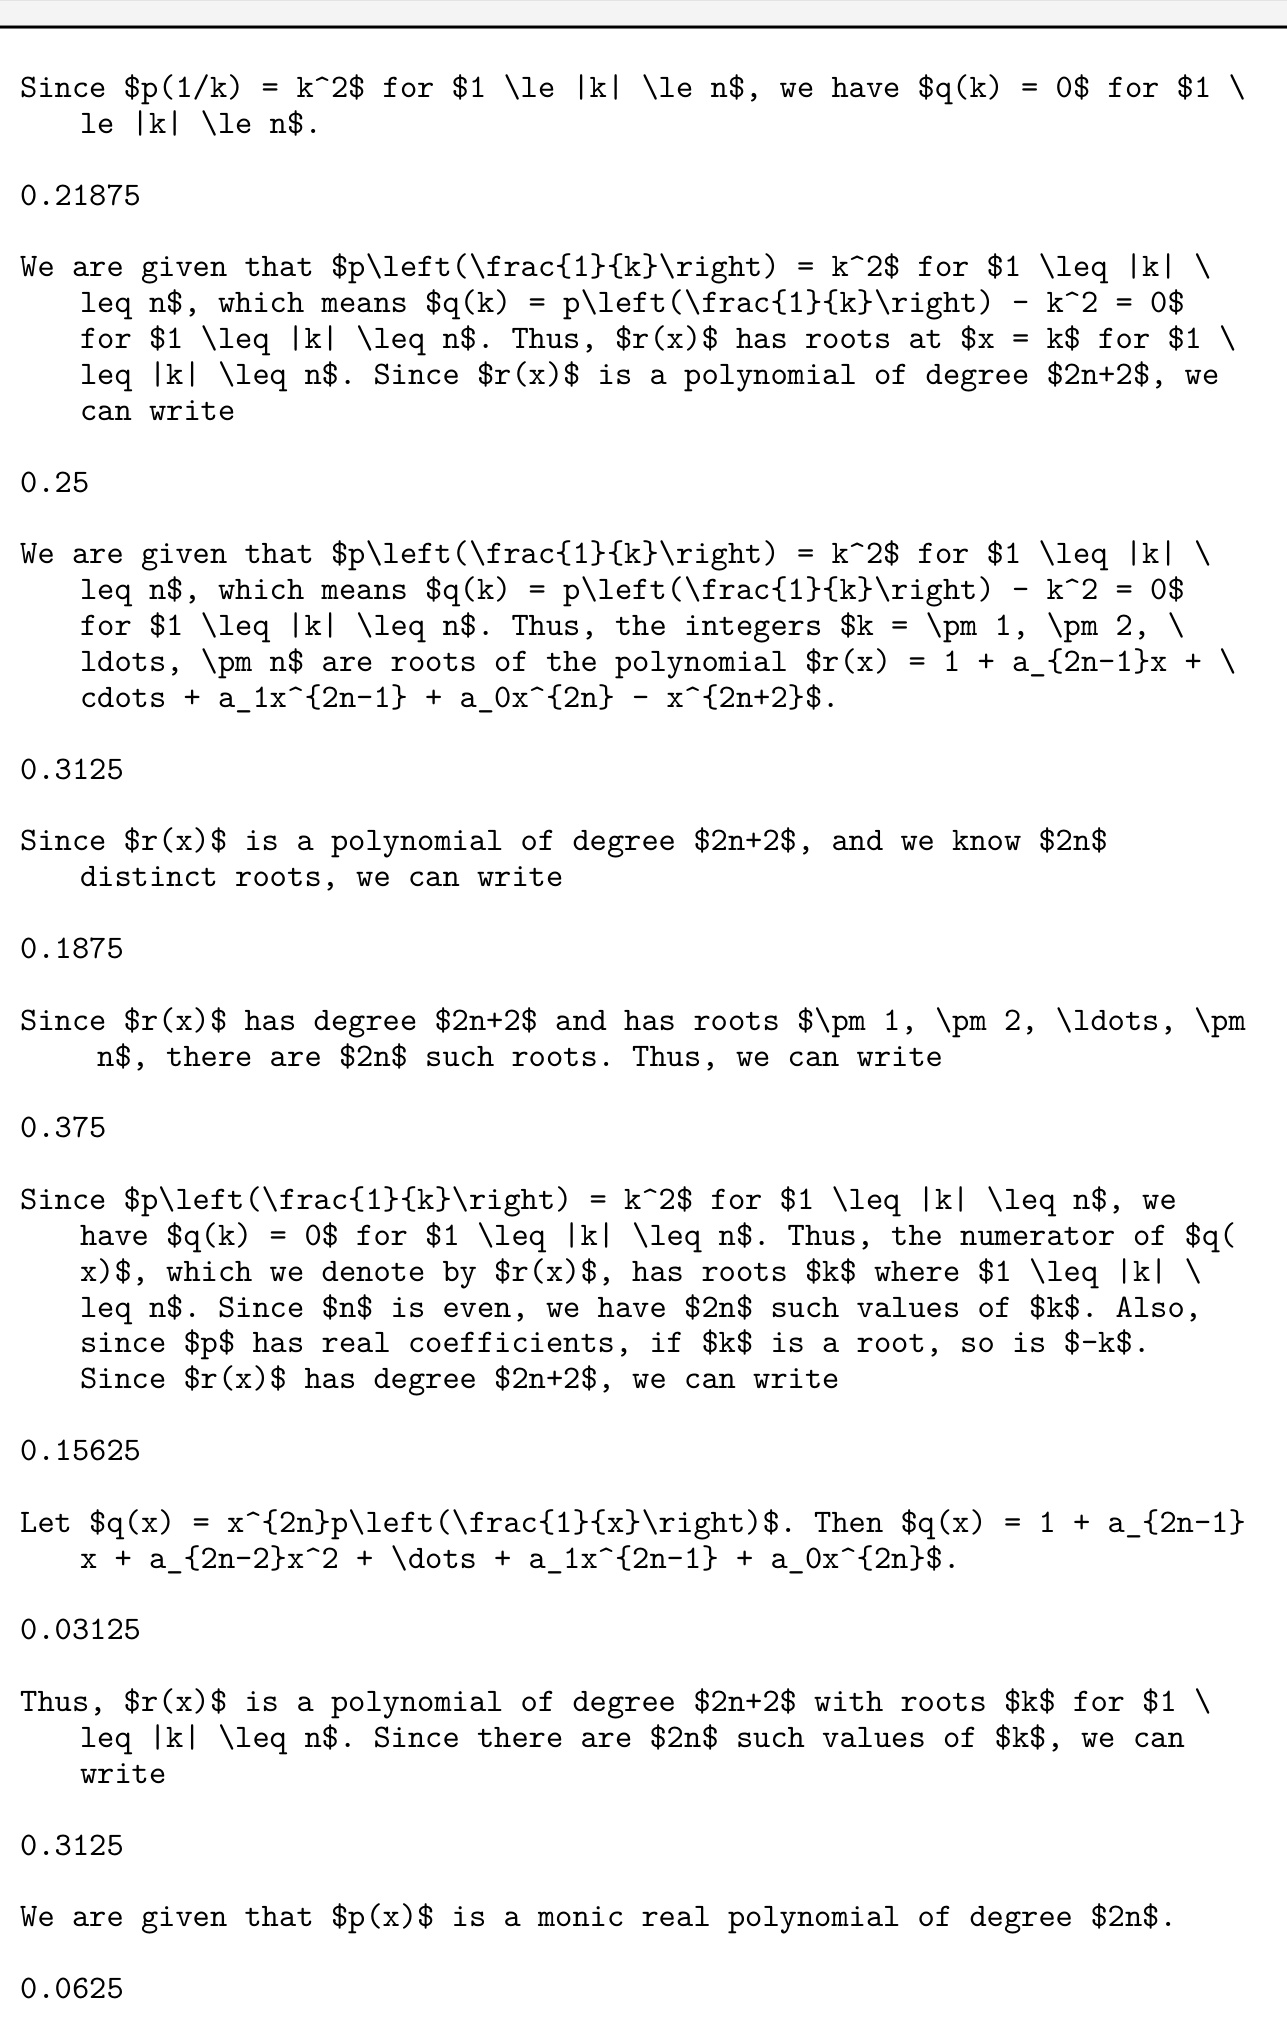 Since $p(1/k) = k^2$ for $1 \le |k| \le n$, we have $q(k) = 0$ for $1 \
le |k| \le n$.
0.21875
We are given that $p\left(\frac{1}{k}\right) = k^2$ for $1 \leq |k| \
leq n$, which means $q(k) = p\left(\frac{1}{k}\right) - k^2 = 0$
for $1 \leq |k| \leq n$. Thus, $r(x)$ has roots at $x = k$ for $1 \
leq |k| \leq n$. Since $r(x)$ is a polynomial of degree $2n+2$, we
can write
0.25
We are given that $p\left(\frac{1}{k}\right) = k^2$ for $1 \leq |k| \
leq n$, which means $q(k) = p\left(\frac{1}{k}\right) - k^2 = 0$
for $1 \leq |k| \leq n$. Thus, the integers $k = \pm 1, \pm 2, \
ldots, \pm n$ are roots of the polynomial $r(x) = 1 + a_{2n-1}x + \
cdots + a_1x^{2n-1} + a_0x^{2n} - x^{2n+2}$.
0.3125
Since $r(x)$ is a polynomial of degree $2n+2$, and we know $2n$
distinct roots, we can write
0.1875
Since $r(x)$ has degree $2n+2$ and has roots $\pm 1, \pm 2, \ldots, \pm
n$, there are $2n$ such roots. Thus, we can write
0.375
Since $p\left(\frac{1}{k}\right) = k^2$ for $1 \leq |k| \leq n$, we
have $q(k) = 0$ for $1 \leq |k| \leq n$. Thus, the numerator of $q(
x)$, which we denote by $r(x)$, has roots $k$ where $1 \leq |k| \
leq n$. Since $n$ is even, we have $2n$ such values of $k$. Also,
since $p$ has real coefficients, if $k$ is a root, so is $-k$.
Since $r(x)$ has degree $2n+2$, we can write
0.15625
Let $q(x) = x^{2n}p\left(\frac{1}{x}\right)$. Then $q(x) = 1 + a_{2n-1}
x + a_{2n-2}x^2 + \dots + a_1x^{2n-1} + a_0x^{2n}$.
0.03125
Thus, $r(x)$ is a polynomial of degree $2n+2$ with roots $k$ for $1 \
leq |k| \leq n$. Since there are $2n$ such values of $k$, we can
write
0.3125
We are given that $p(x)$ is a monic real polynomial of degree $2n$.
0.0625